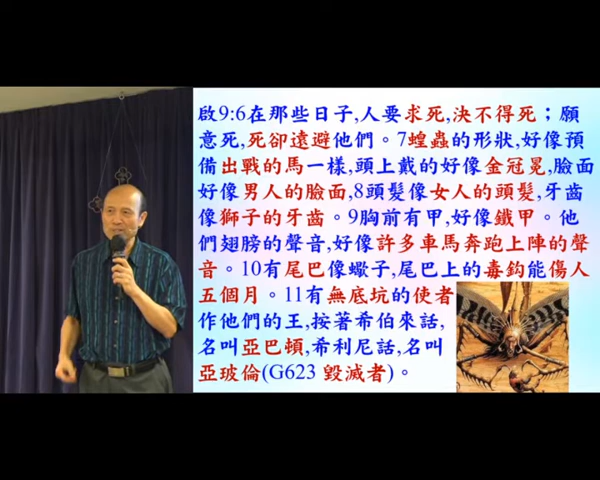 啟9:6在那些日子,人要求死,決不得死；願
意死,死卻遠避他們。7蝗蟲的形狀,好像預
備出戰的馬一樣,頭上戴的好像金冠冕,臉面
好像男人的臉面,8頭髮像女人的頭髮,牙齒
像獅子的牙齒。9胸前有甲,好像鐵甲。他
們翅膀的聲音,好像許多車馬奔跑上陣的聲
音。10有尾巴像蠍子,尾巴上的毒鈎能傷人
五個月。11有無底坑的使者
作他們的王,按著希伯來話,
名叫亞巴頓,希利尼話,名叫
亞玻倫(G623 毀滅者)。